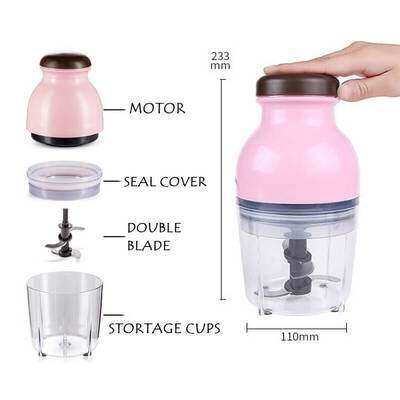 233
mm
MOTOR
SEAL COVER
DOUBLE
BLADE
STORTAGE CUPS
110mm